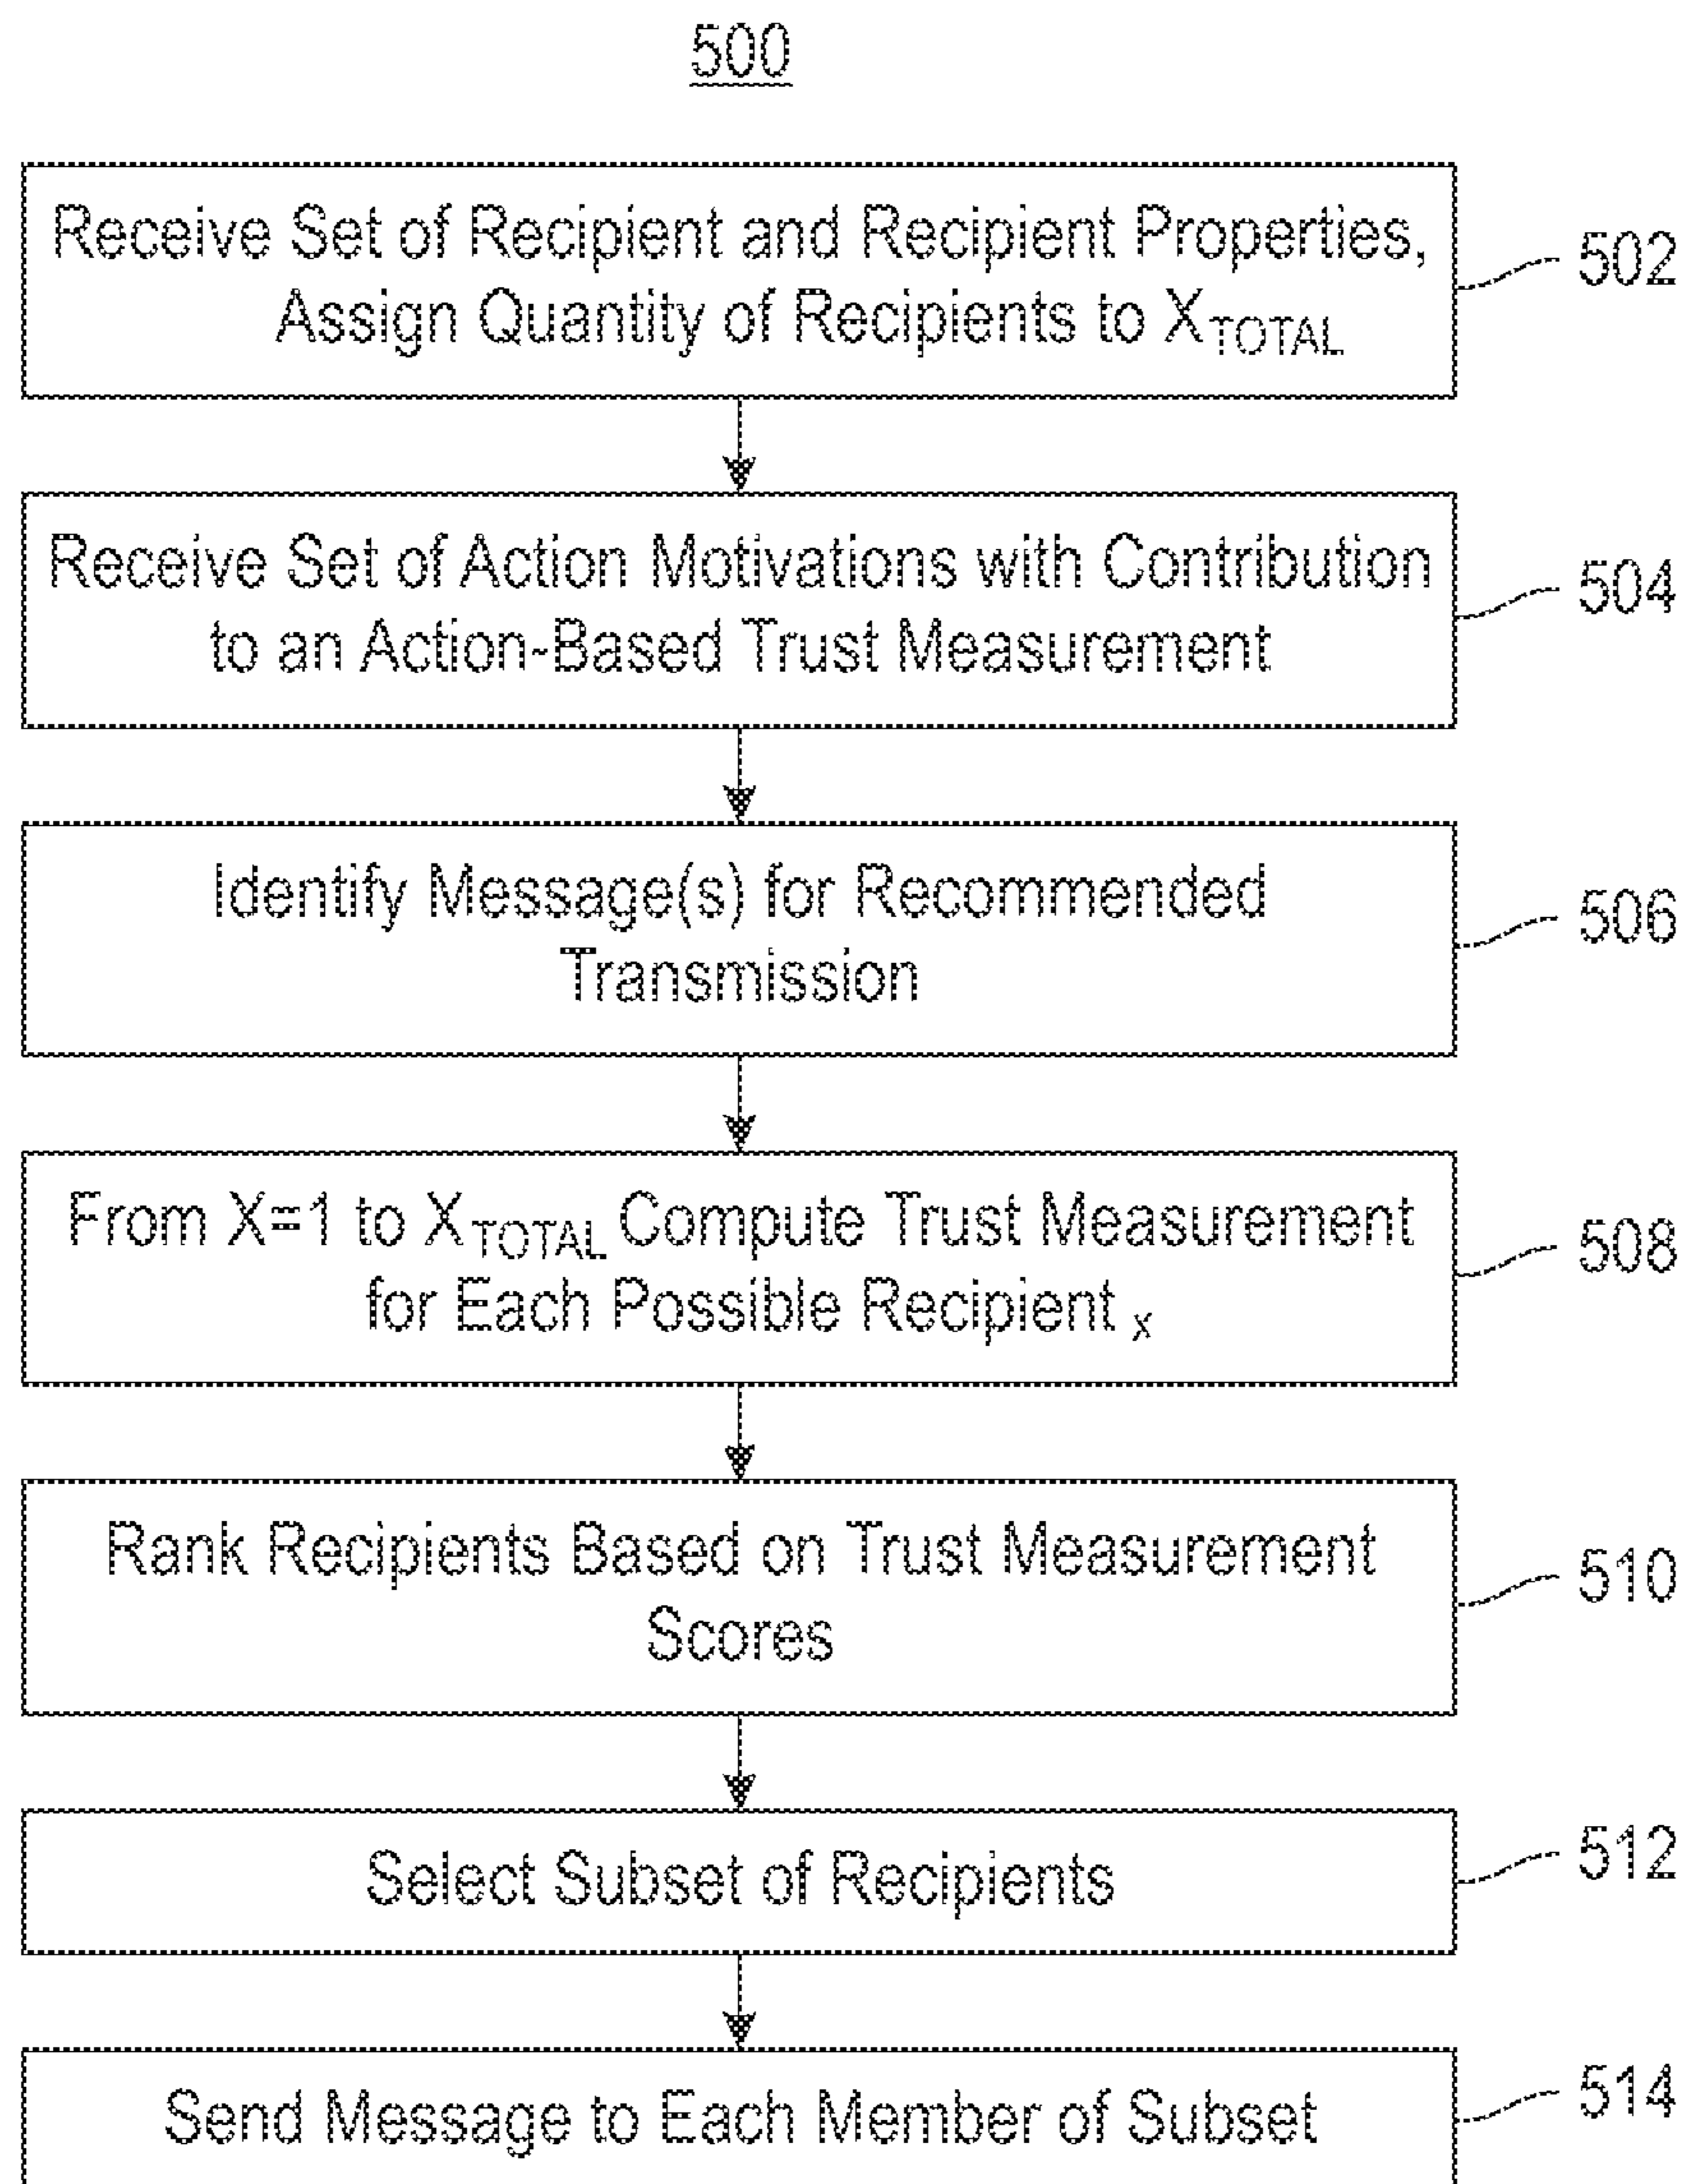 500
Receive Set of Recipient and Recipient Properties,
Assign Quantity of Recipients to XTOTAL
502
Receive Set of Action Motivations with Contribution
to an Action-Based Trust Measurement
504
Identify Message(s) for Recommended
Transmission
506
From X=1 to XTOTAL Compute Trust Measurement
for Each Possible Recipient x
508
Rank Recipients Based on Trust Measurement
Scores
510
Select Subset of Recipients
512
Send Message to Each Member of Subset
514